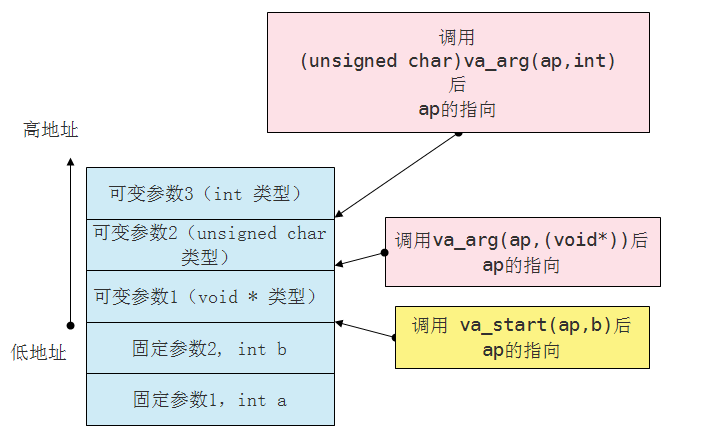 调用
(unsigned char)va_arg(ap,int)
后
ap的指向
高地址
可变参数3（int 类型）
可变参数2（unsigned char
类型）
调用va_arg(ap,(void*))后
ap的指向
可变参数1（void * 类型）
调用 va_start(ap,b)后
ap的指向
低地址
固定参数2, int b
固定参数1，int a